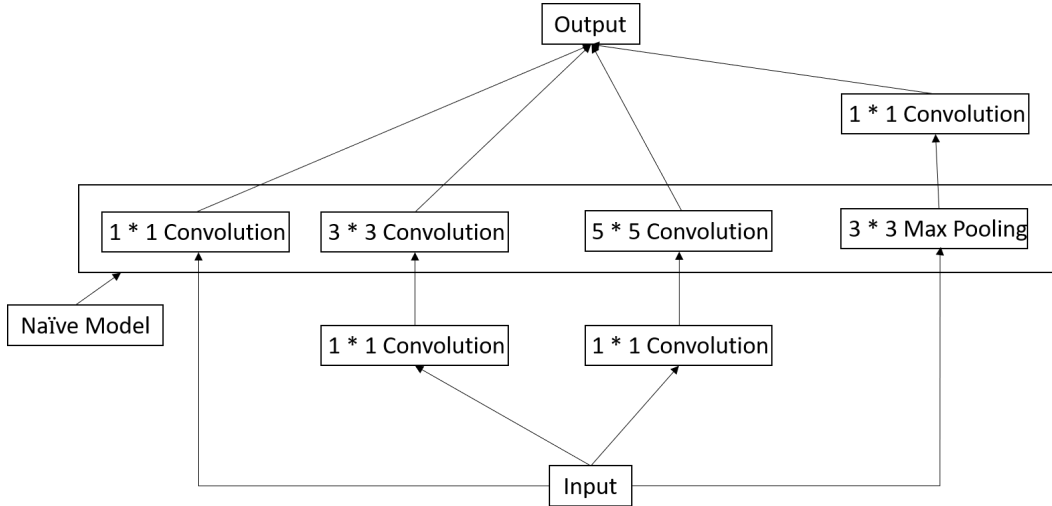 Output
1 * 1 Convolution
1 * 1 Convolution
3 * 3 Convolution
5 * 5 Convolution
3 * 3 Max Pooling
Naïve Model
1 * 1 Convolution
1 * 1 Convolution
Input